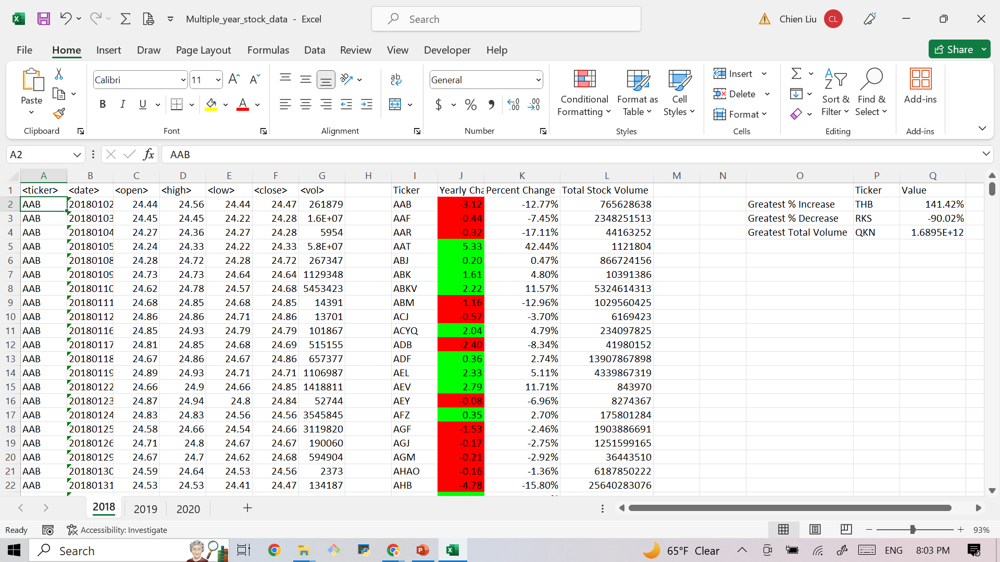 Multiple_year_stock_data - Excel
Search
Chien Liu
CL
File Home Insert Draw Page Layout Formulas Data Review View Developer Help
Share
Paste
Clipboard
Calibri 11
B I U
Font
ab
Alignment
General
$ % 9 .00
Number
Conditional Formatting
Format as Table
Cell Styles
Styles
Insert
Delete
Format
Cells
Sort & Filter
Find & Select
Editing
Add-ins
Add-ins
A2 fx AAB
A B C D E F G H I J K L M N O P Q
1 <ticker> <date> <open> <high> <low> <close> <vol> Ticker Yearly Cha Percent Change Total Stock Volume Ticker Value
2 AAB 20180102 24.44 24.56 24.44 24.47 261879 AAB -3.12 -12.77% 765628638 Greatest % Increase THB 141.42%
3 AAB 20180103 24.45 24.45 24.22 24.28 1.6E+07 AAF -0.44 -7.45% 2348251513 Greatest % Decrease RKS -90.02%
4 AAB 20180104 24.27 24.36 24.27 24.28 5954 AAR -0.32 -17.11% 44163252 Greatest Total Volume QKN 1.6895E+12
5 AAB 20180105 24.24 24.33 24.22 24.33 5.8E+07 AAT 5.33 42.44% 1121804
6 AAB 20180108 24.28 24.72 24.28 24.72 267347 ABJ 0.20 0.47% 866724156
7 AAB 20180109 24.73 24.73 24.64 24.64 1129348 ABK 1.61 4.80% 10391386
8 AAB 20180110 24.62 24.78 24.57 24.68 5453423 ABKV 2.22 11.57% 5324614313
9 AAB 20180111 24.68 24.85 24.68 24.85 14391 ABM -1.16 -12.96% 1029560425
10 AAB 20180112 24.86 24.86 24.71 24.86 13701 ACJ -0.57 -3.70% 6169423
11 AAB 20180116 24.85 24.93 24.79 24.79 101867 ACYQ 2.04 4.79% 234097825
12 AAB 20180117 24.81 24.85 24.68 24.69 515155 ADB -2.40 -8.34% 41980152
13 AAB 20180118 24.67 24.86 24.67 24.86 657377 ADF 0.36 2.74% 13907867898
14 AAB 20180119 24.89 24.93 24.71 24.71 1106987 AEL 2.33 5.11% 4339867319
15 AAB 20180122 24.66 24.9 24.66 24.85 1418811 AEV 2.79 11.71% 843970
16 AAB 20180123 24.87 24.94 24.8 24.84 52744 AEY -0.08 -6.96% 8274367
17 AAB 20180124 24.83 24.83 24.56 24.56 3545845 AFZ 0.35 2.70% 175801284
18 AAB 20180125 24.58 24.66 24.54 24.66 3119820 AGF -1.53 -2.46% 1903886691
19 AAB 20180126 24.71 24.8 24.67 24.67 190060 AGJ -0.17 -2.75% 1251599165
20 AAB 20180129 24.67 24.7 24.62 24.68 594904 AGM -0.21 -2.92% 36443510
21 AAB 20180130 24.59 24.64 24.53 24.56 2373 AHAO -0.16 -1.36% 6187850222
22 AAB 20180131 24.53 24.53 24.41 24.47 134187 AHB -4.78 -15.80% 25640283076
2018 2019 2020
Ready Accessibility: Investigate 93%
Search 65°F Clear ENG 8:03 PM